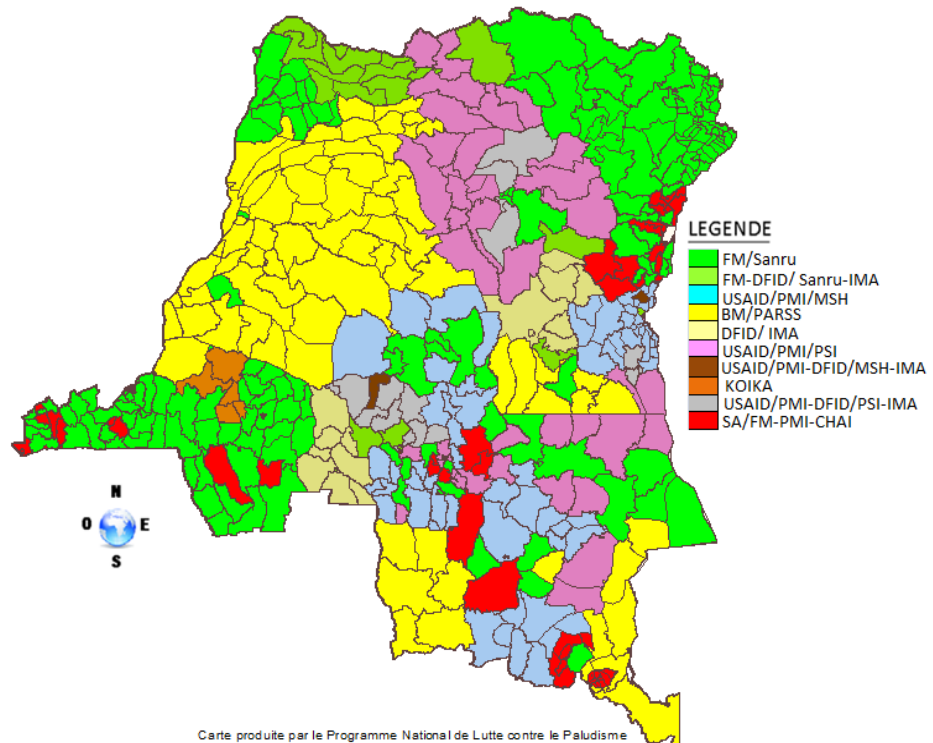 LEGENDE
FM/Sanru
FM-DFID/ Sanru-IMA
USAID/PMI/MSH
BM/PARSS
DFID/ IMA
USAID/PMI/PSI
USAID/PMI-DFID/MSH-IMA
KOIKA
USAID/PMI-DFID/PSI-IMA
SA/FM-PMI-CHAI
N
O E
S
Carte produite par le Programme National de Lutte contre le Paludisme